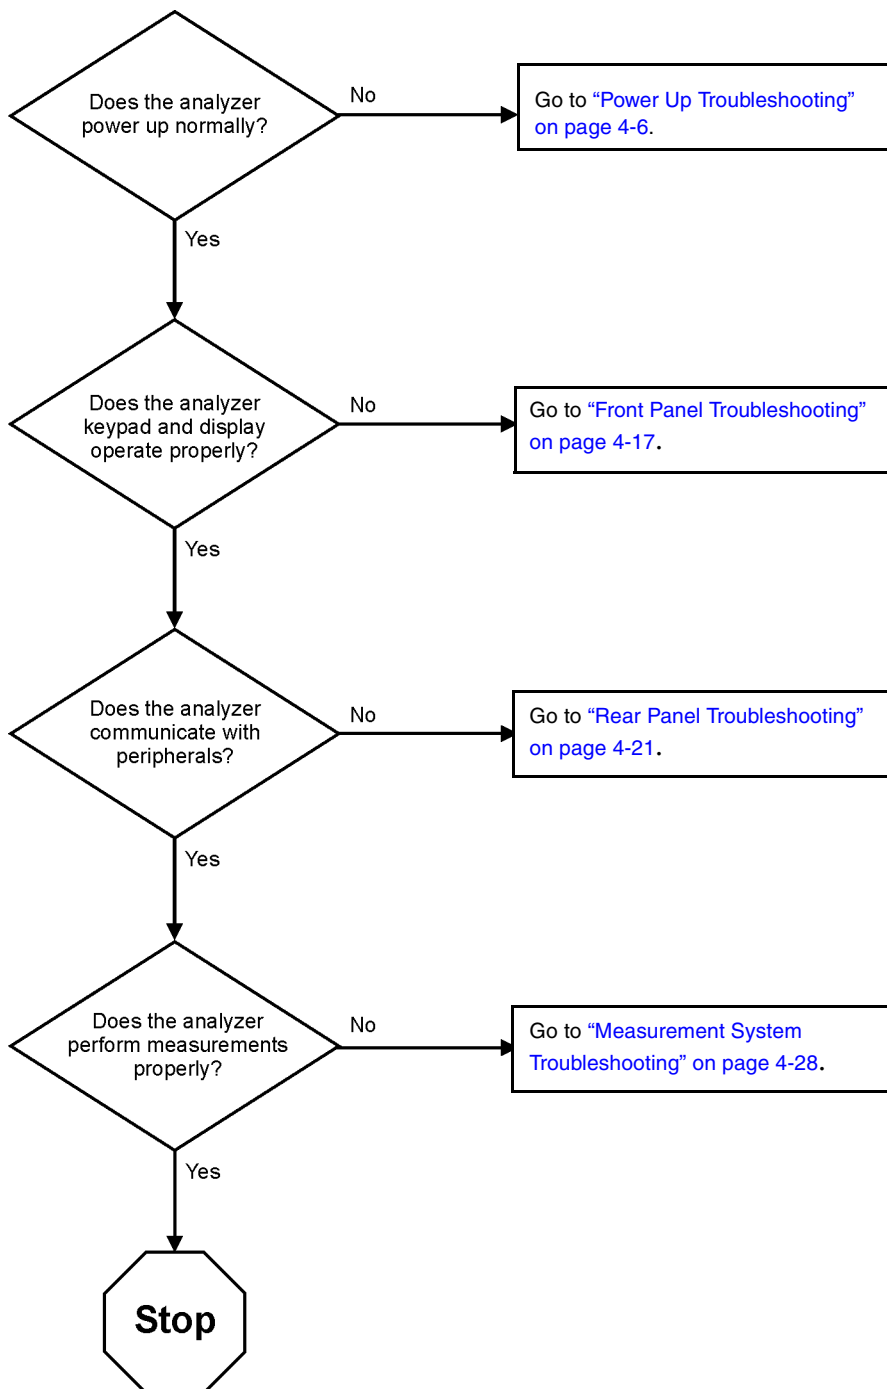 Does the analyzer
power up normally?
No
Go to “Power Up Troubleshooting”
on page 4-6.
Yes
Does the analyzer
keypad and display
operate properly?
No
Go to “Front Panel Troubleshooting”
on page 4-17.
Yes
Does the analyzer
communicate with
peripherals?
No
Go to “Rear Panel Troubleshooting”
on page 4-21.
Yes
Does the analyzer
perform measurements
properly?
No
Go to “Measurement System
Troubleshooting” on page 4-28.
Yes
Stop